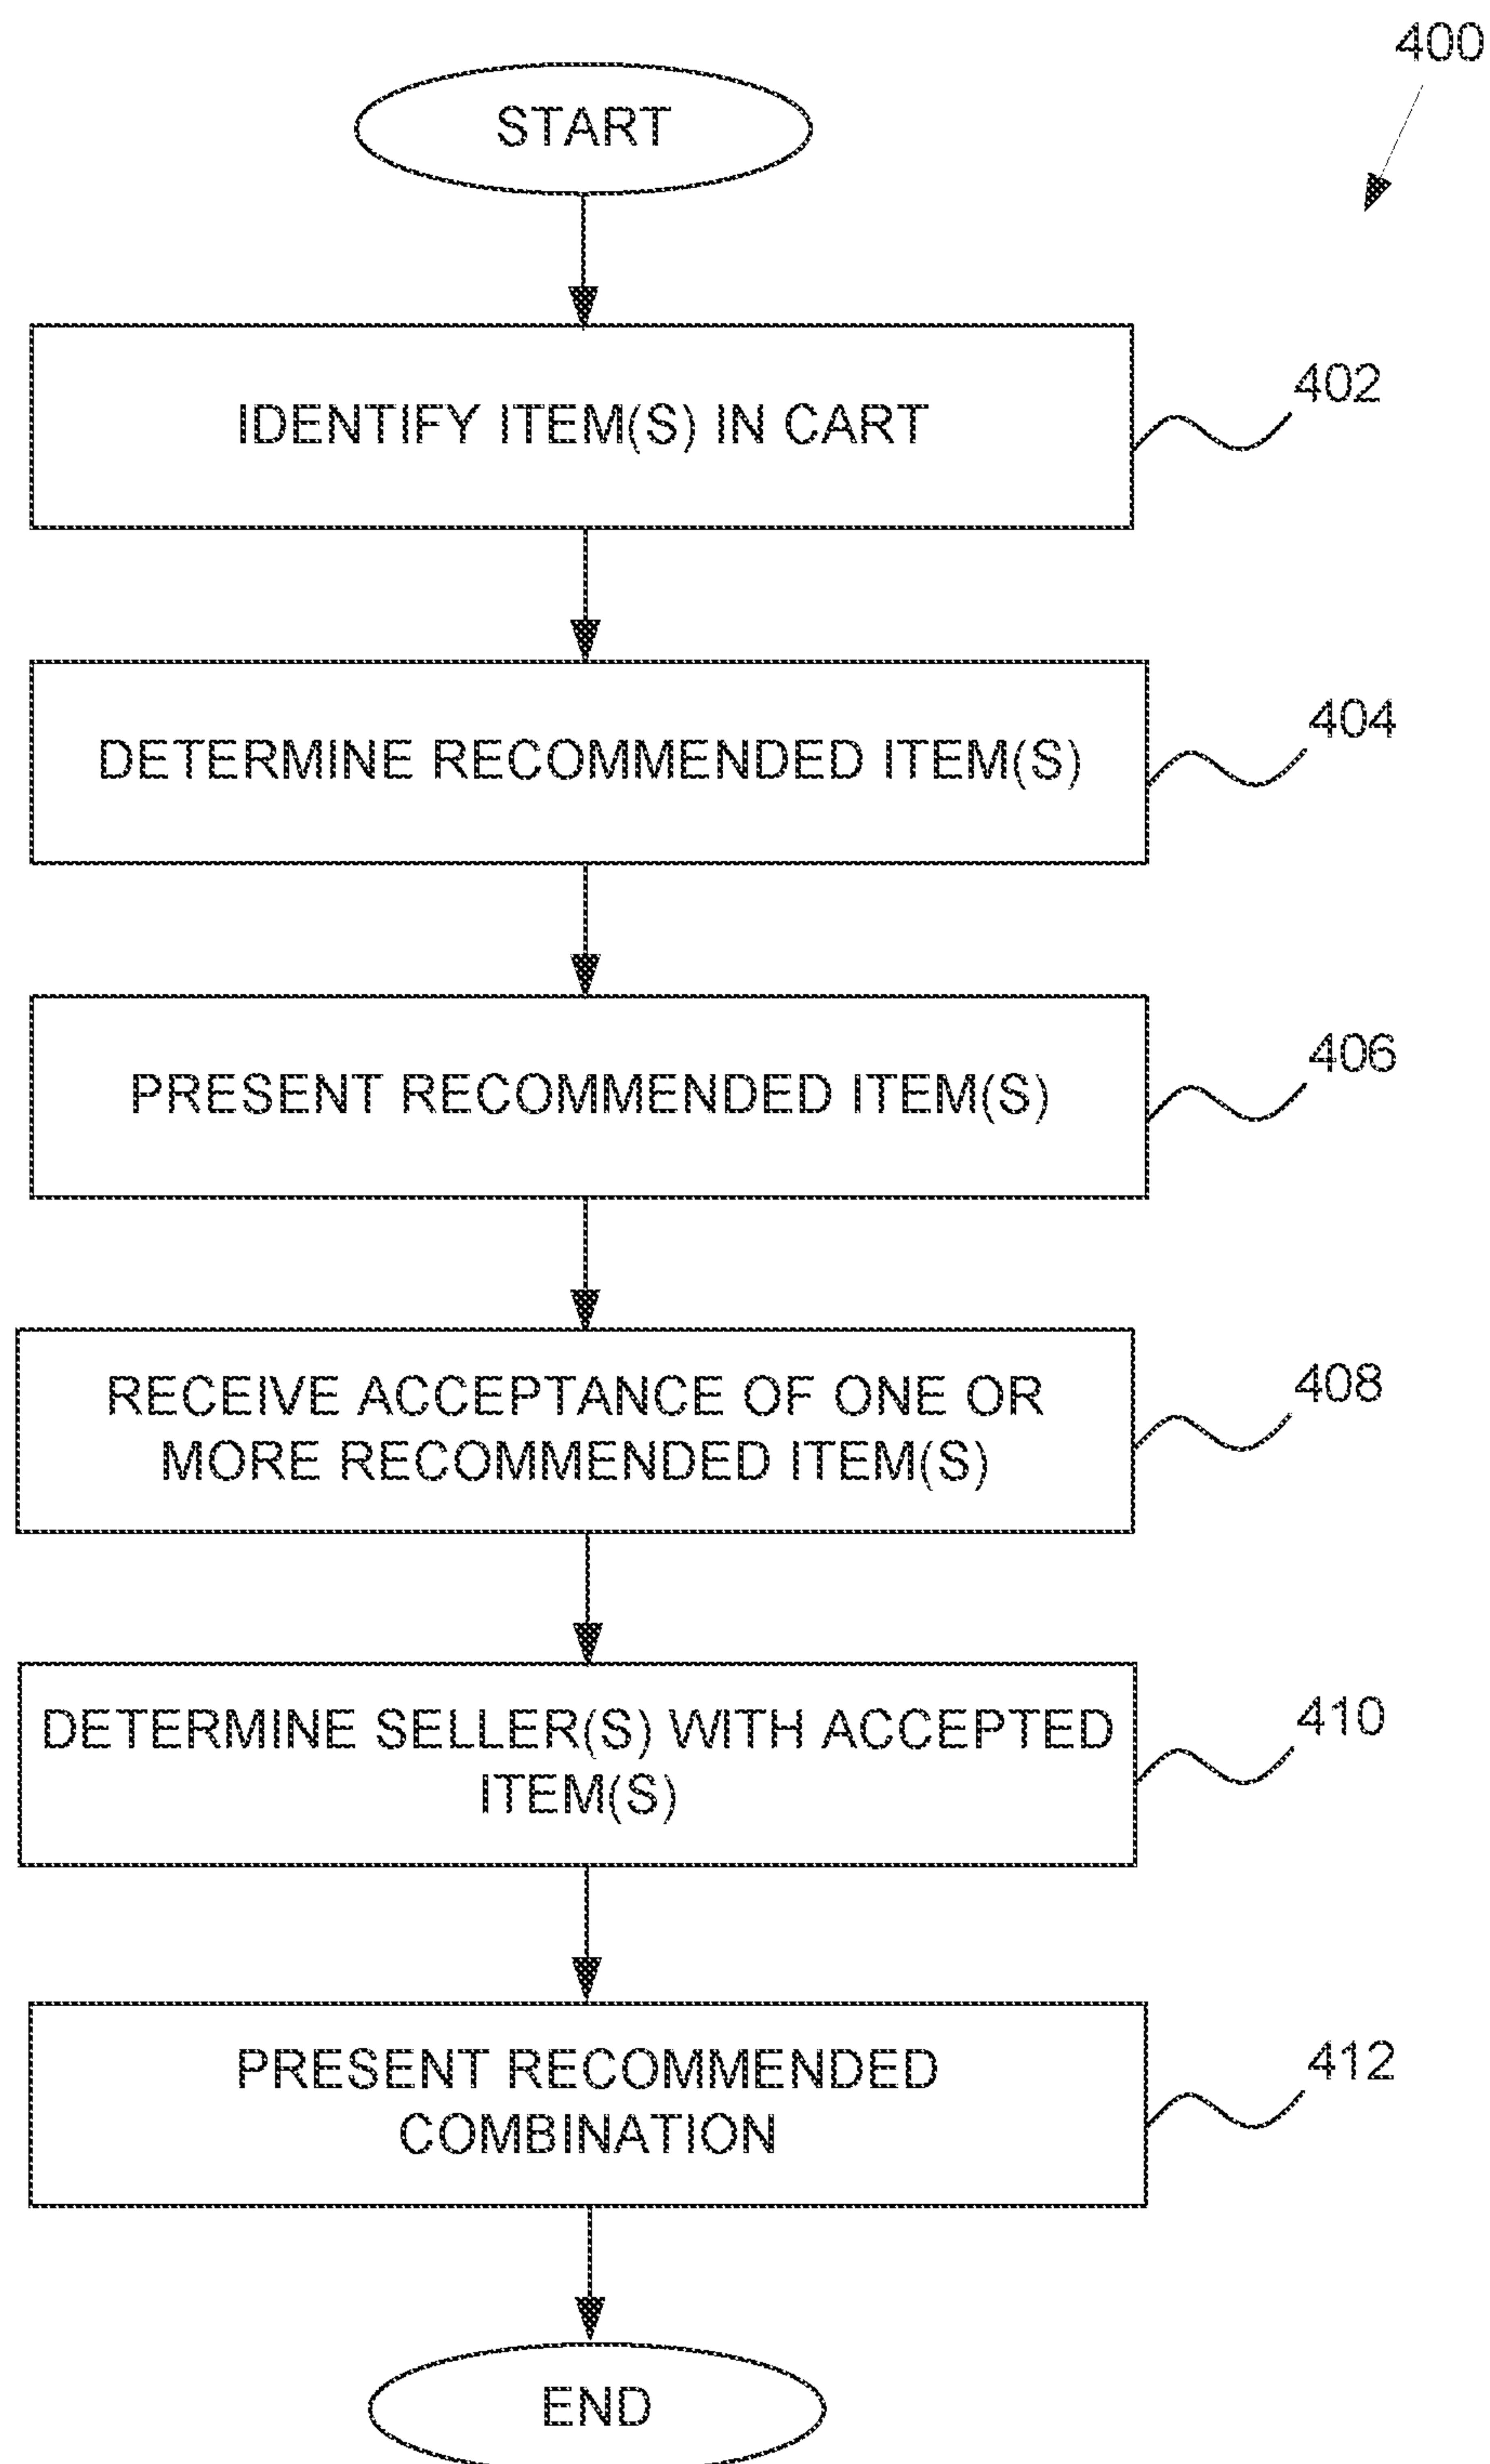 400
START
IDENTIFY ITEM(S) IN CART
402
DETERMINE RECOMMENDED ITEM(S)
404
PRESENT RECOMMENDED ITEM(S)
406
RECEIVE ACCEPTANCE OF ONE OR
MORE RECOMMENDED ITEM(S)
408
DETERMINE SELLER(S) WITH ACCEPTED
ITEM(S)
410
PRESENT RECOMMENDED
COMBINATION
412
END